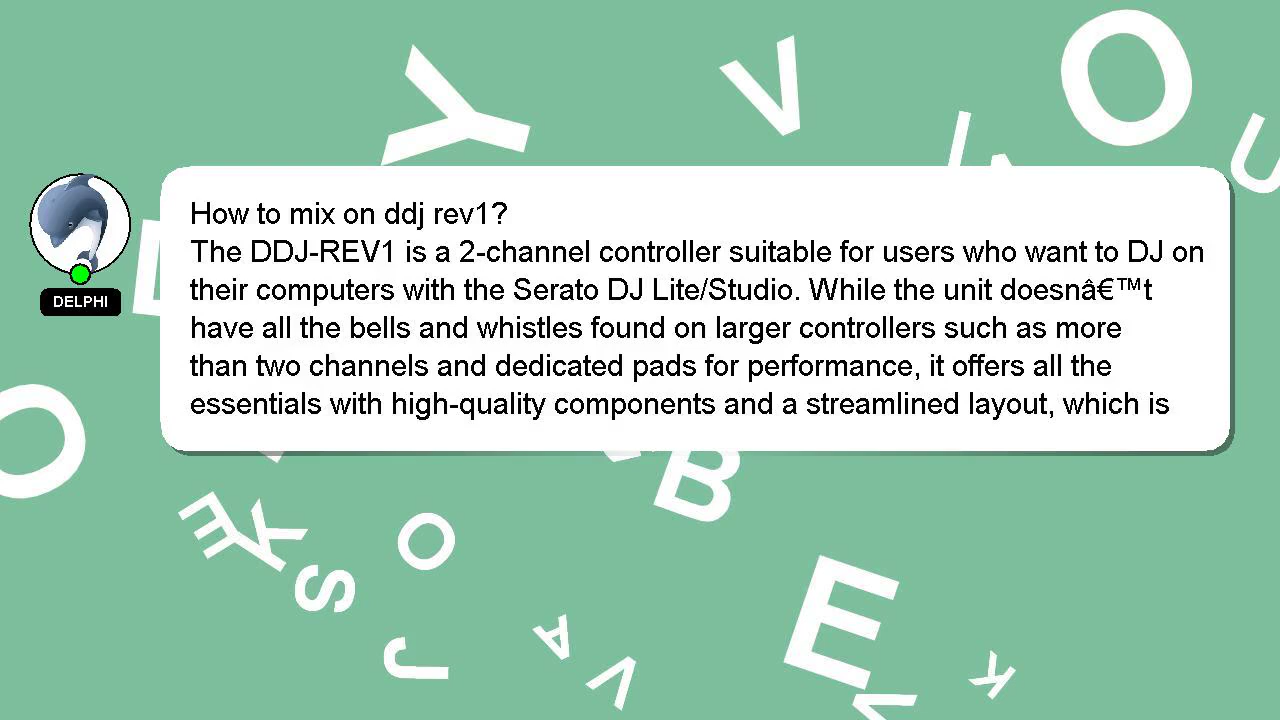 How to mix on ddj rev1?
The DDJ-REV1 is a 2-channel controller suitable for users who want to DJ on
their computers with the Serato DJ Lite/Studio. While the unit doesnâ€™t
have all the bells and whistles found on larger controllers such as more
than two channels and dedicated pads for performance, it offers all the
essentials with high-quality components and a streamlined layout, which is
DELPHI
Y
V
O
U
O
B
E
K
O
S
J
A
V
E
K
V